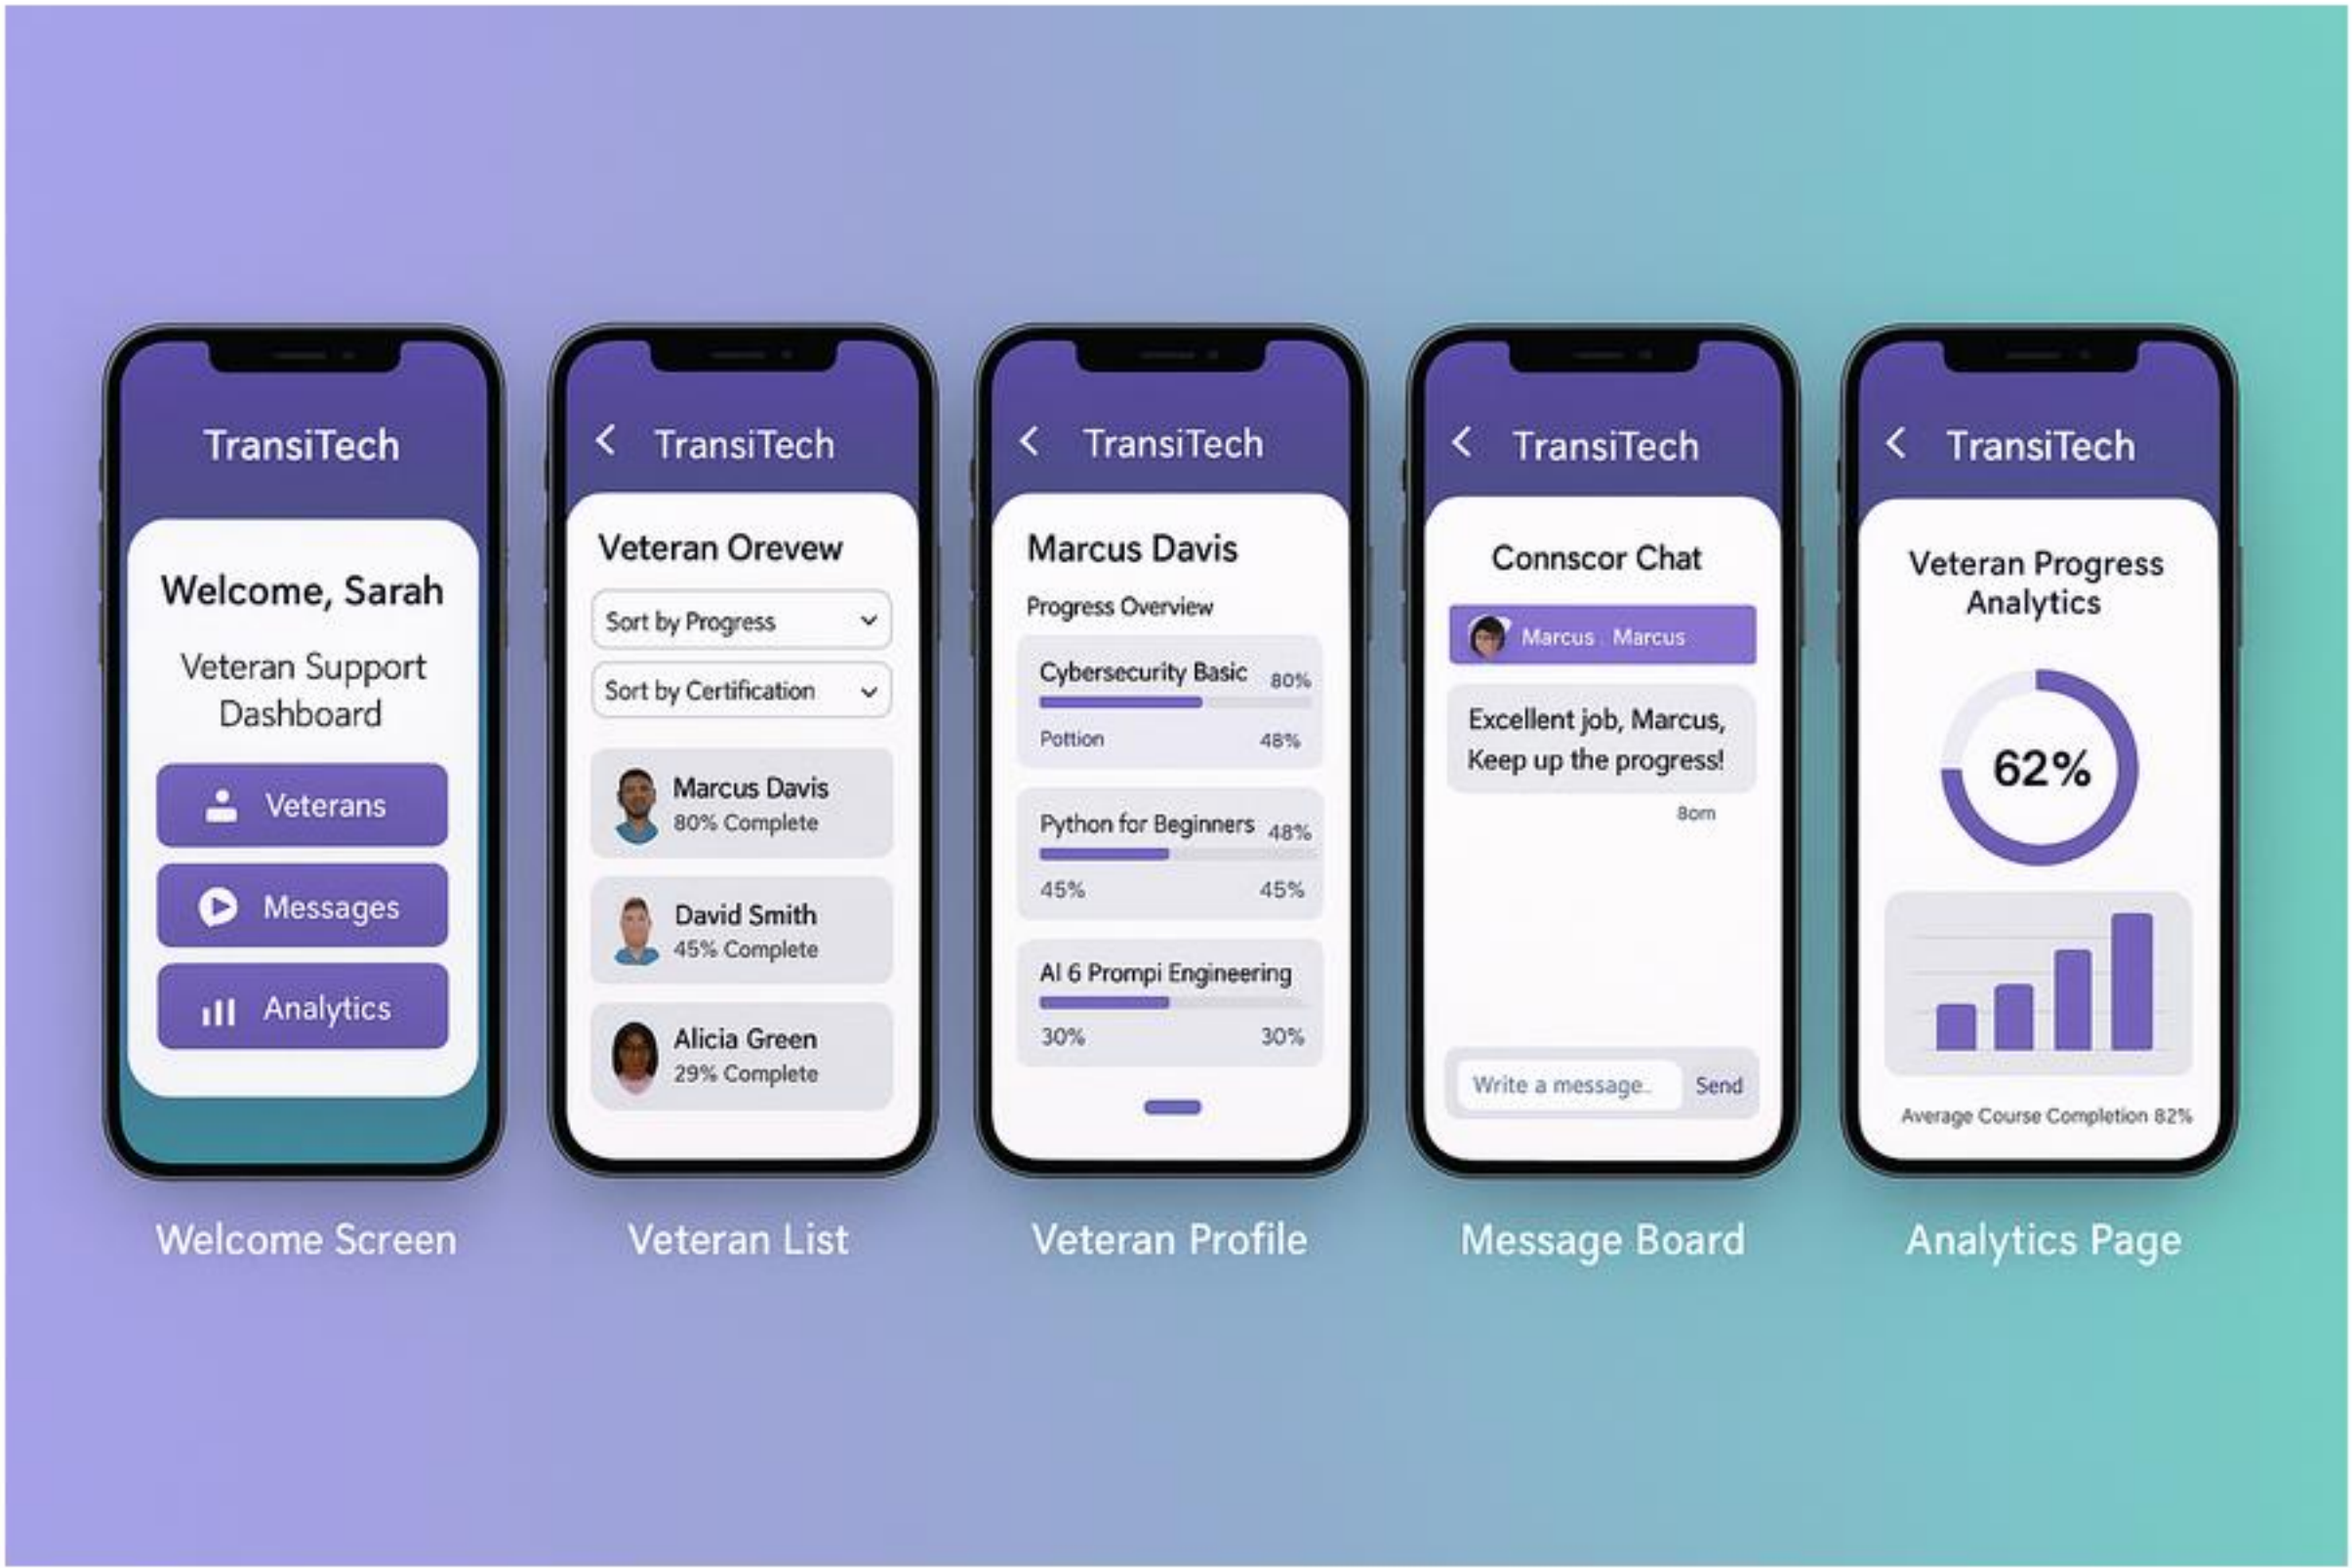 TransiTech
Welcome, Sarah
Veteran Support
Dashboard
Veterans
Messages
Analytics
Welcome Screen
TransiTech
Veteran Orevew
Sort by Progress
Sort by Certification
Marcus Davis
80% Complete
David Smith
45% Complete
Alicia Green
29% Complete
Veteran List
TransiTech
Marcus Davis
Progress Overview
Cybersecurity Basic 80%
Pottion 48%
Python for Beginners 48%
45% 45%
AI 6 Prompi Engineering
30% 30%
Veteran Profile
TransiTech
Connscor Chat
Marcus . Marcus
Excellent job, Marcus,
Keep up the progress!
8om
Write a message.. Send
Message Board
TransiTech
Veteran Progress
Analytics
62%
Average Course Completion 82%
Analytics Page